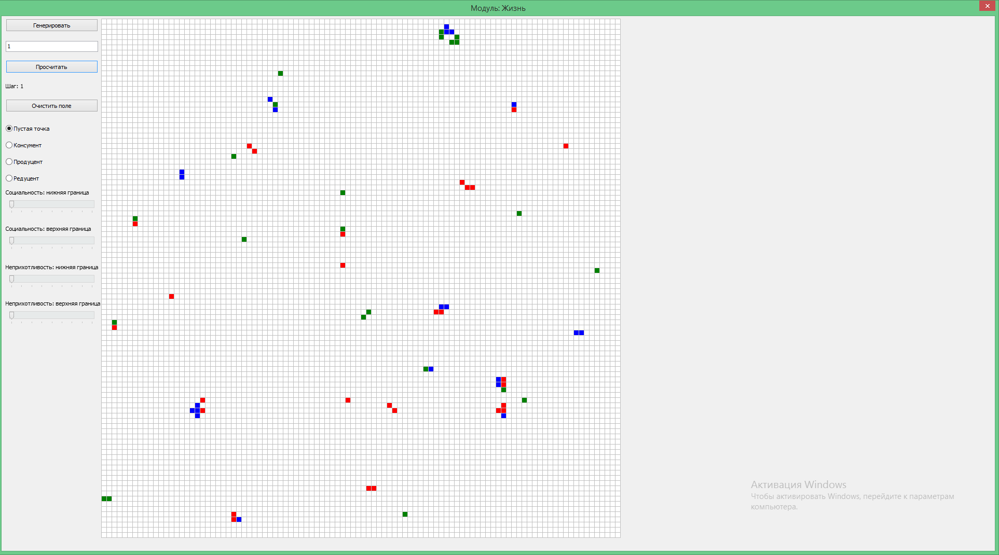 Модуль: Жизнь
Генерировать
1
Просчитать
Шаг: 1
Очистить поле
Пустая точка
Консумент
Продуцент
Редуцент
Социальность: нижняя граница
Социальность: верхняя граница
Неприхотливость: нижняя граница
Неприхотливость: верхняя граница
Активация Windows
Чтобы активировать Windows, перейдите к параметрам
компьютера.